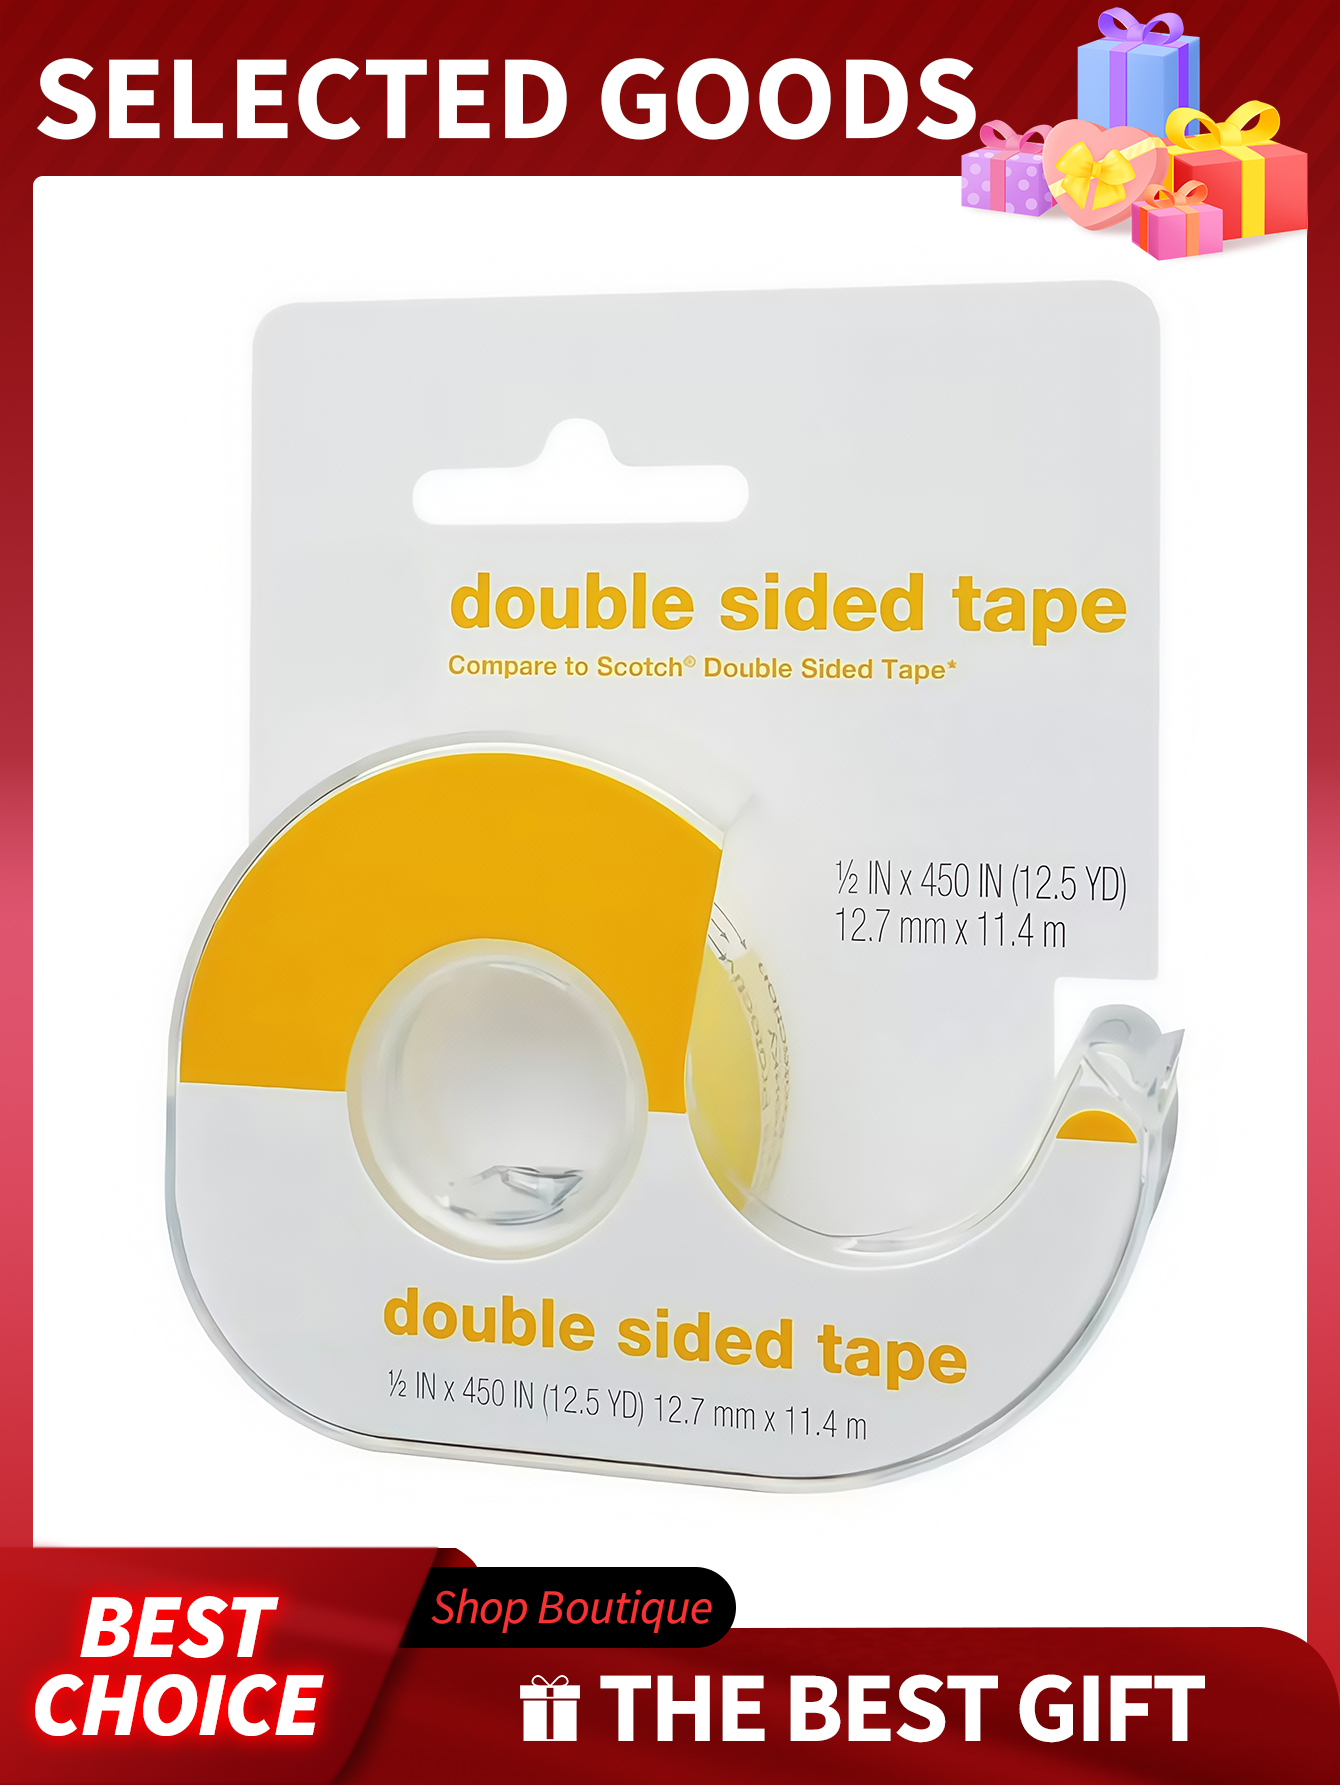 SELECTED GOODS
double sided tape
Compare to Scotch® Double Sided Tape*
½ IN x 450 IN (12.5 YD)
12.7 mm x 11.4 m
double sided tape
½ IN x 450 IN (12.5 YD) 12.7 mm x 11.4 m
BEST
CHOICE
Shop Boutique
THE BEST GIFT